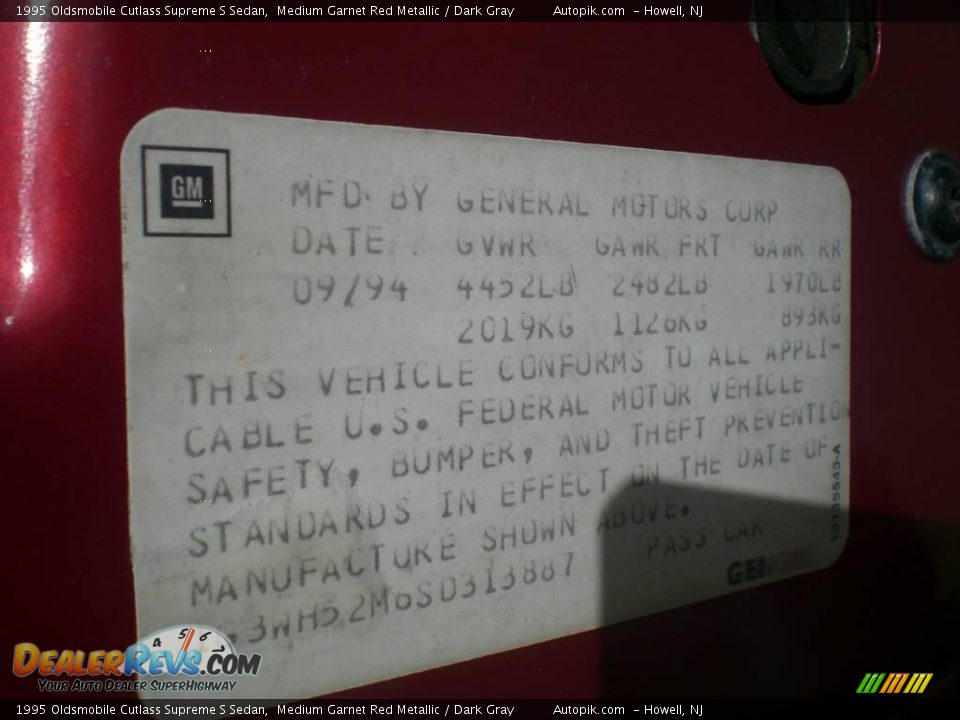 1995 Oldsmobile Cutlass Supreme S Sedan, Medium Garnet Red Metallic / Dark Gray Autopik.com - Howell, NJ
GM
MFD BY GENERAL MOTORS CORP
DATE GVWR GAWR FRT GAWR RR
09/94 4452LB 2482LB 1970LB
2019KG 1126KG 893KG
THIS VEHICLE CONFORMS TO ALL APPLI-
CABLE U.S. FEDERAL MOTOR VEHICLE
SAFETY, BUMPER, AND THEFT PREVENTION
STANDARDS IN EFFECT ON THE DATE OF
MANUFACTURE SHOWN ABOVE.
PASS CAR
DEALERREVS.COM
YOUR AUTO DEALER SUPERHIGHWAY
4 5 6 7
1995 Oldsmobile Cutlass Supreme S Sedan, Medium Garnet Red Metallic / Dark Gray Autopik.com - Howell, NJ